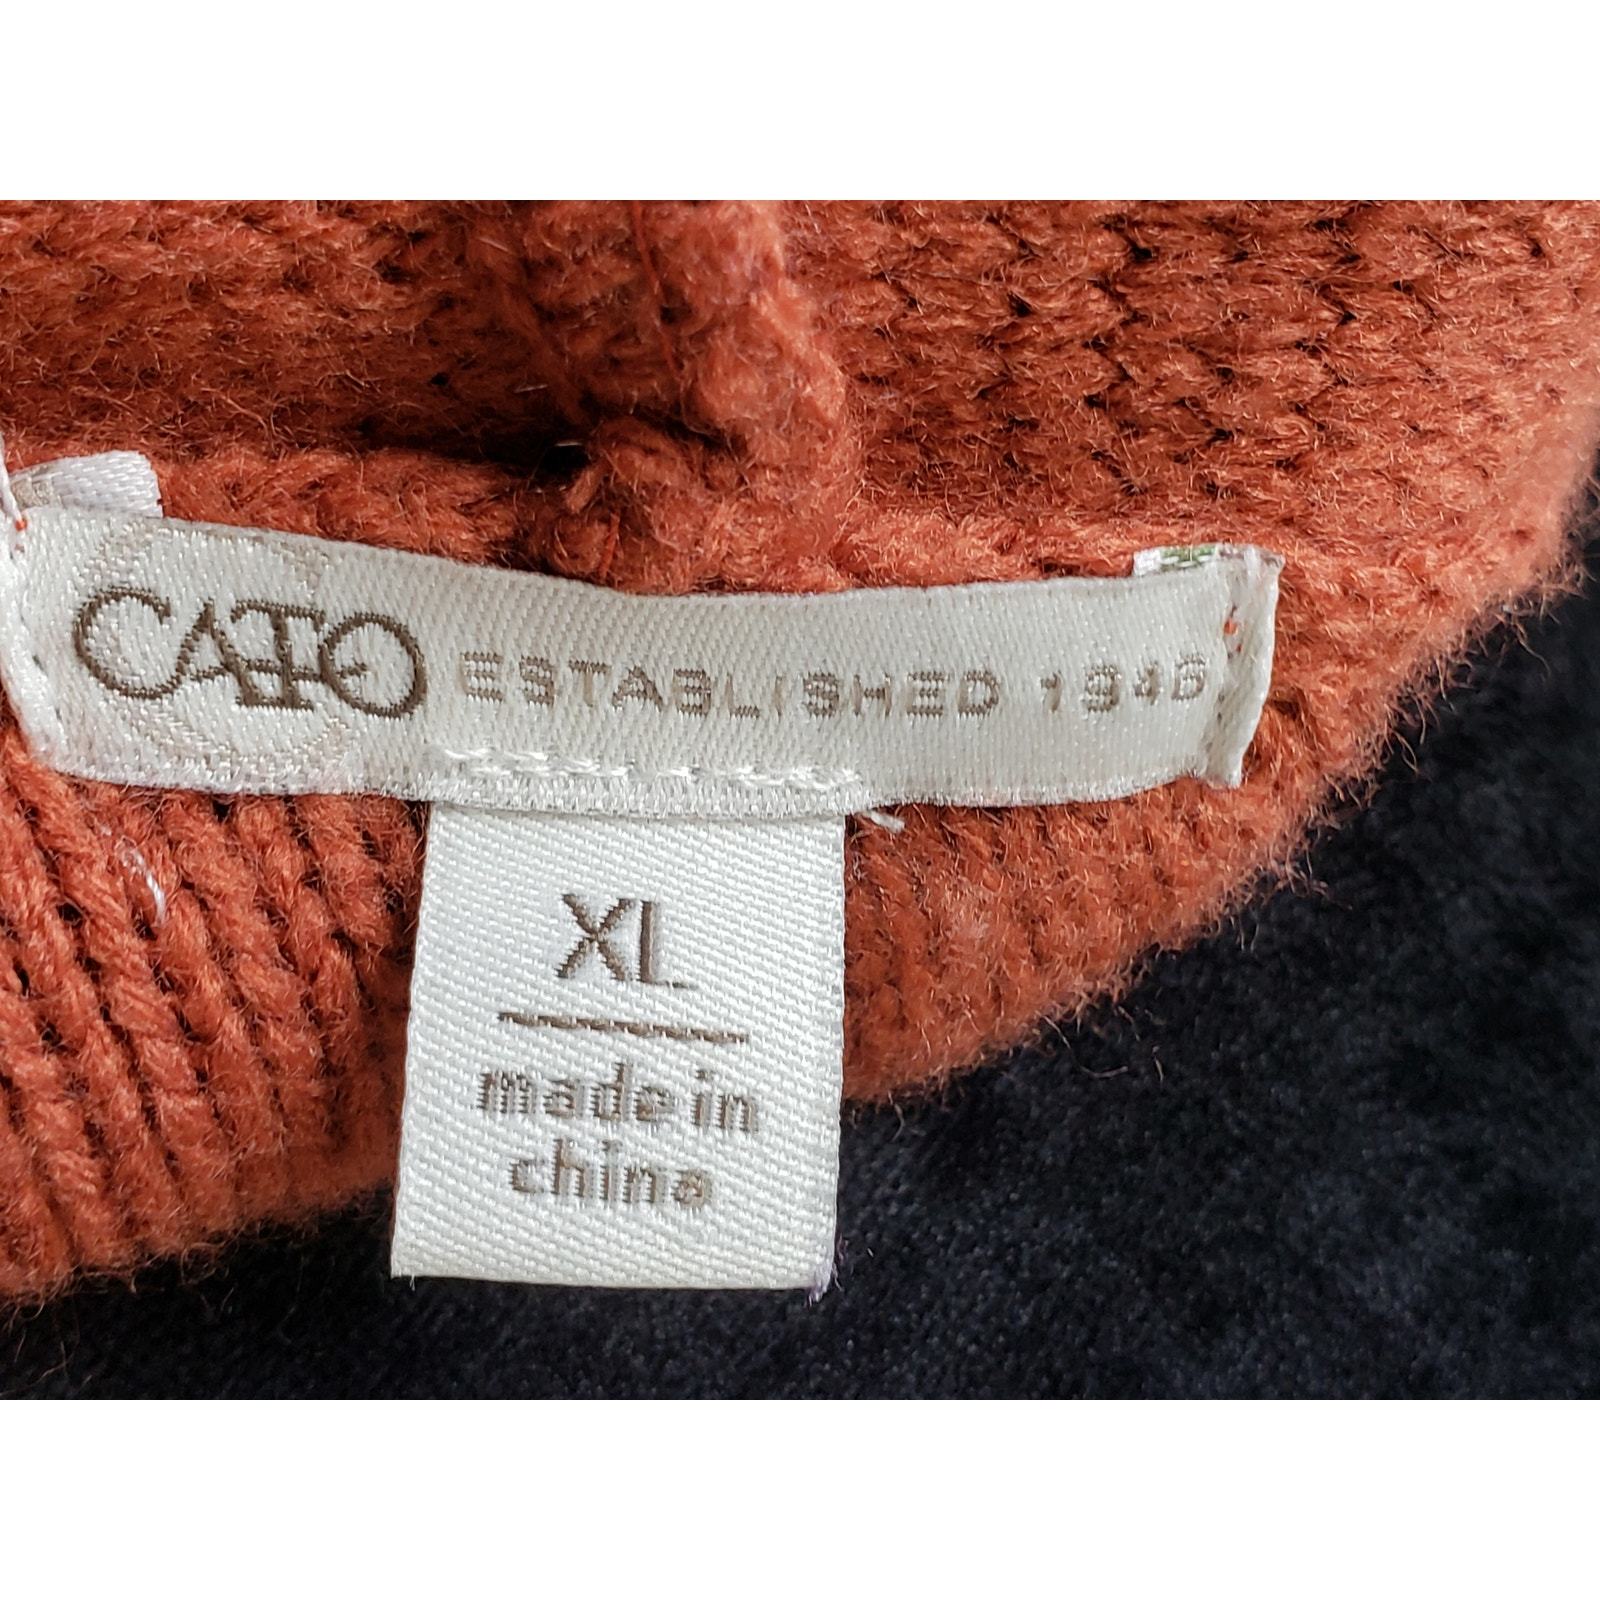 CATO ESTABLISHED 1946
XL
made in
china